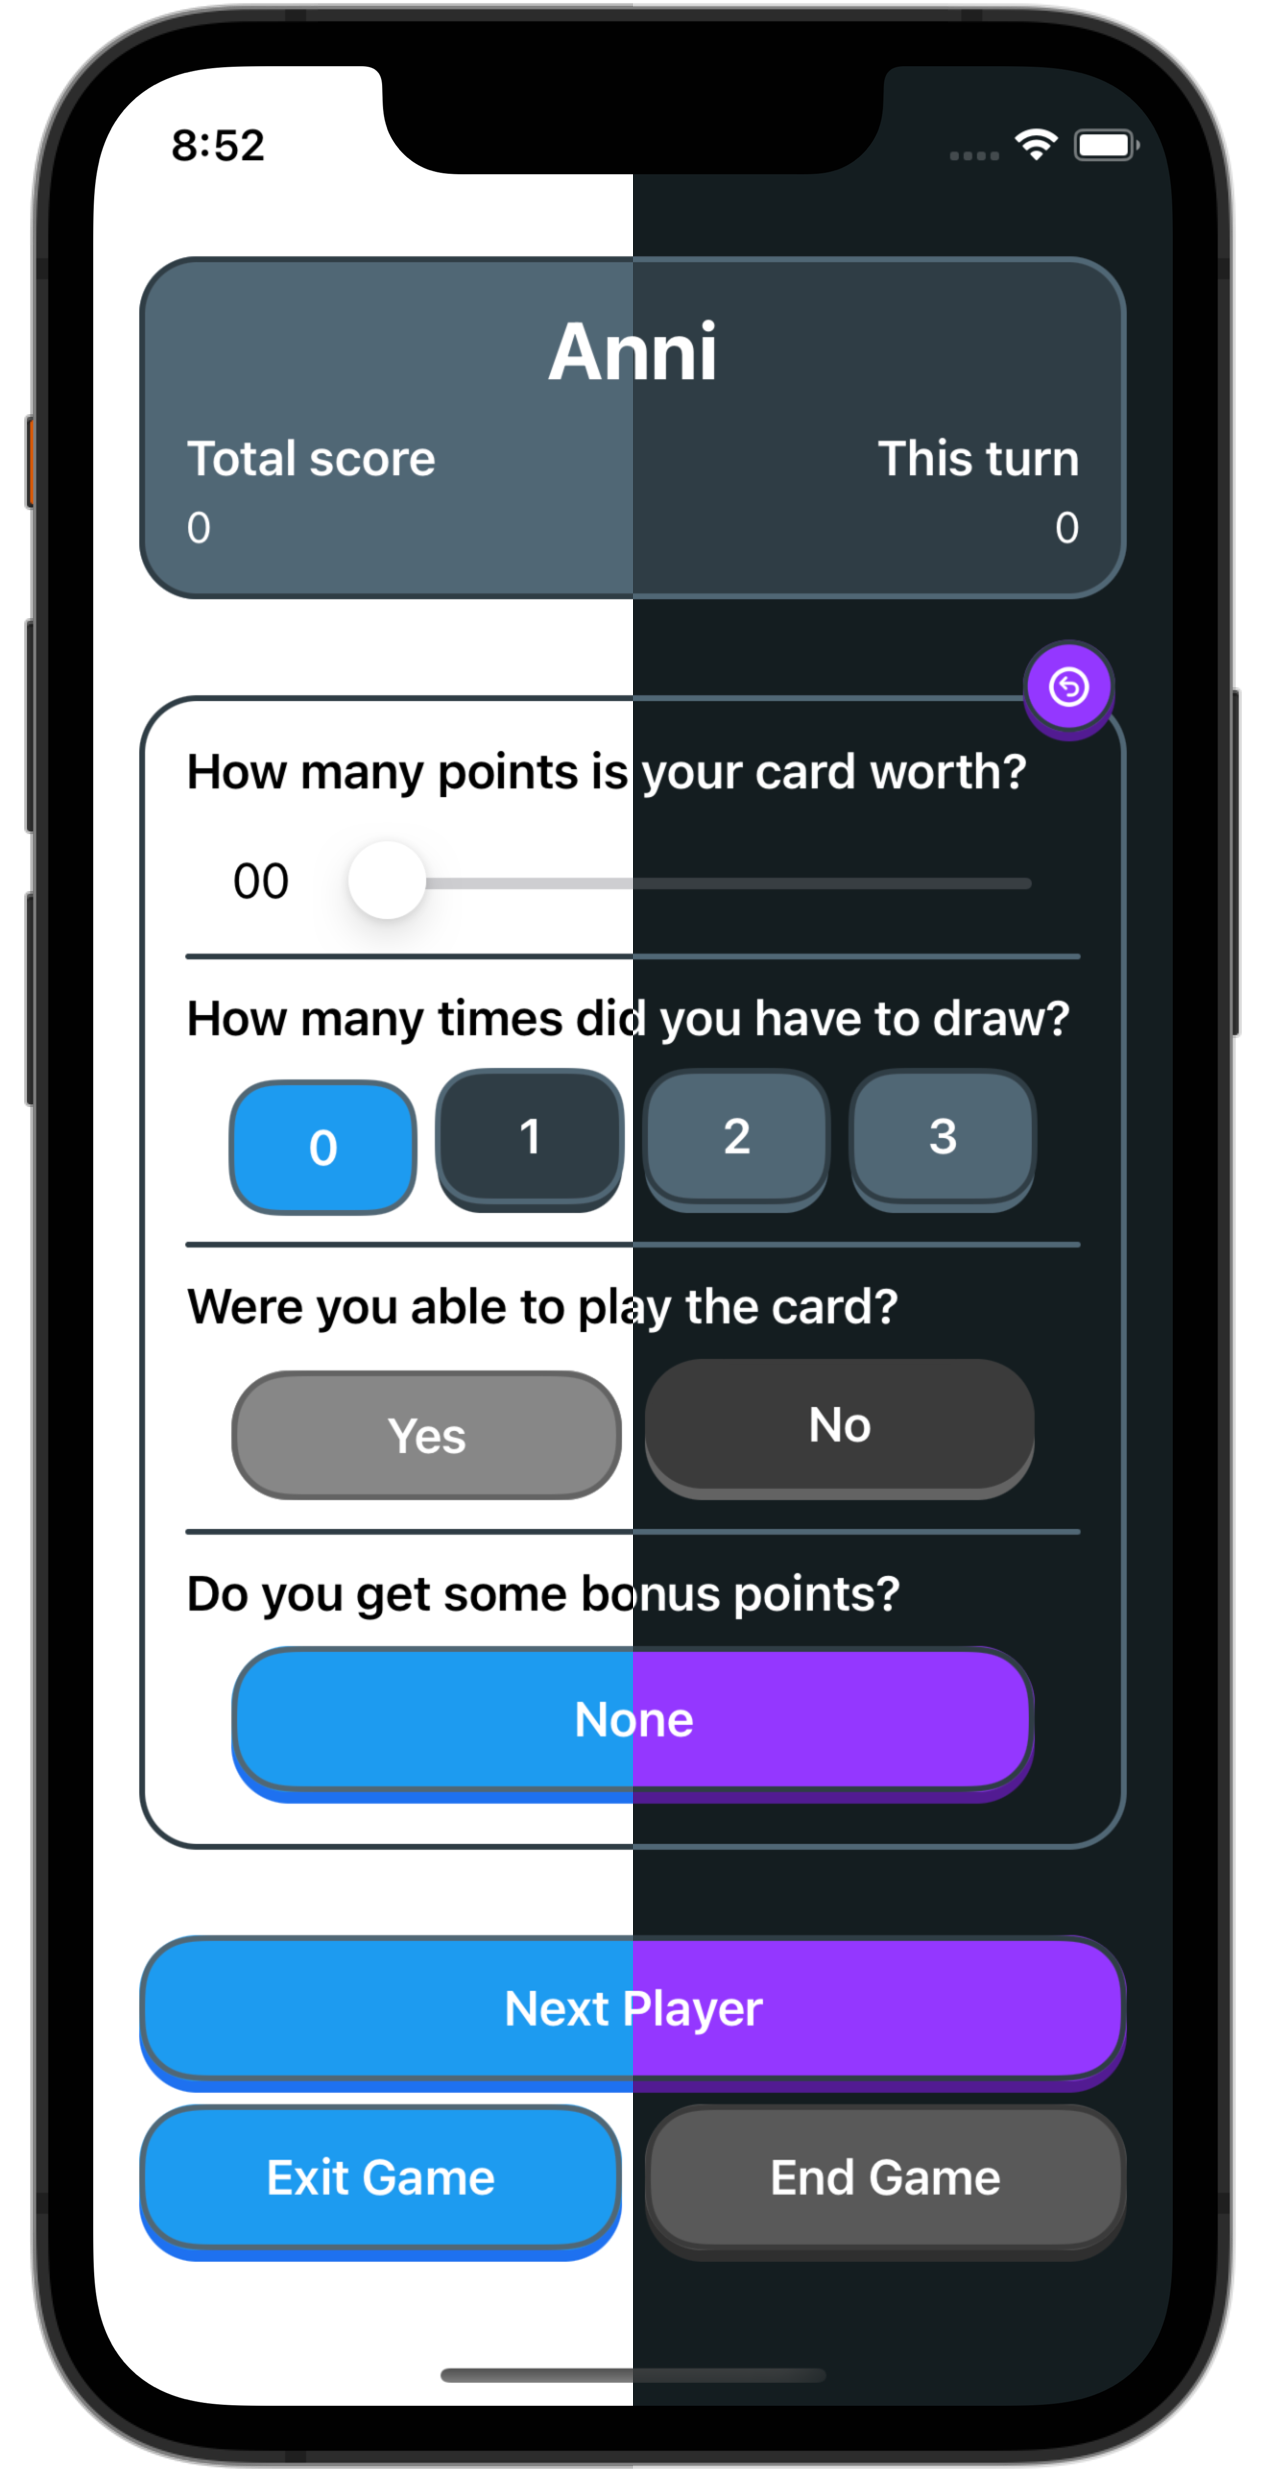 8:52
Anni
Total score This turn
0 0
How many points is your card worth?
00
How many times did you have to draw?
0 1 2 3
Were you able to play the card?
Yes No
Do you get some bonus points?
None
Next Player
Exit Game End Game